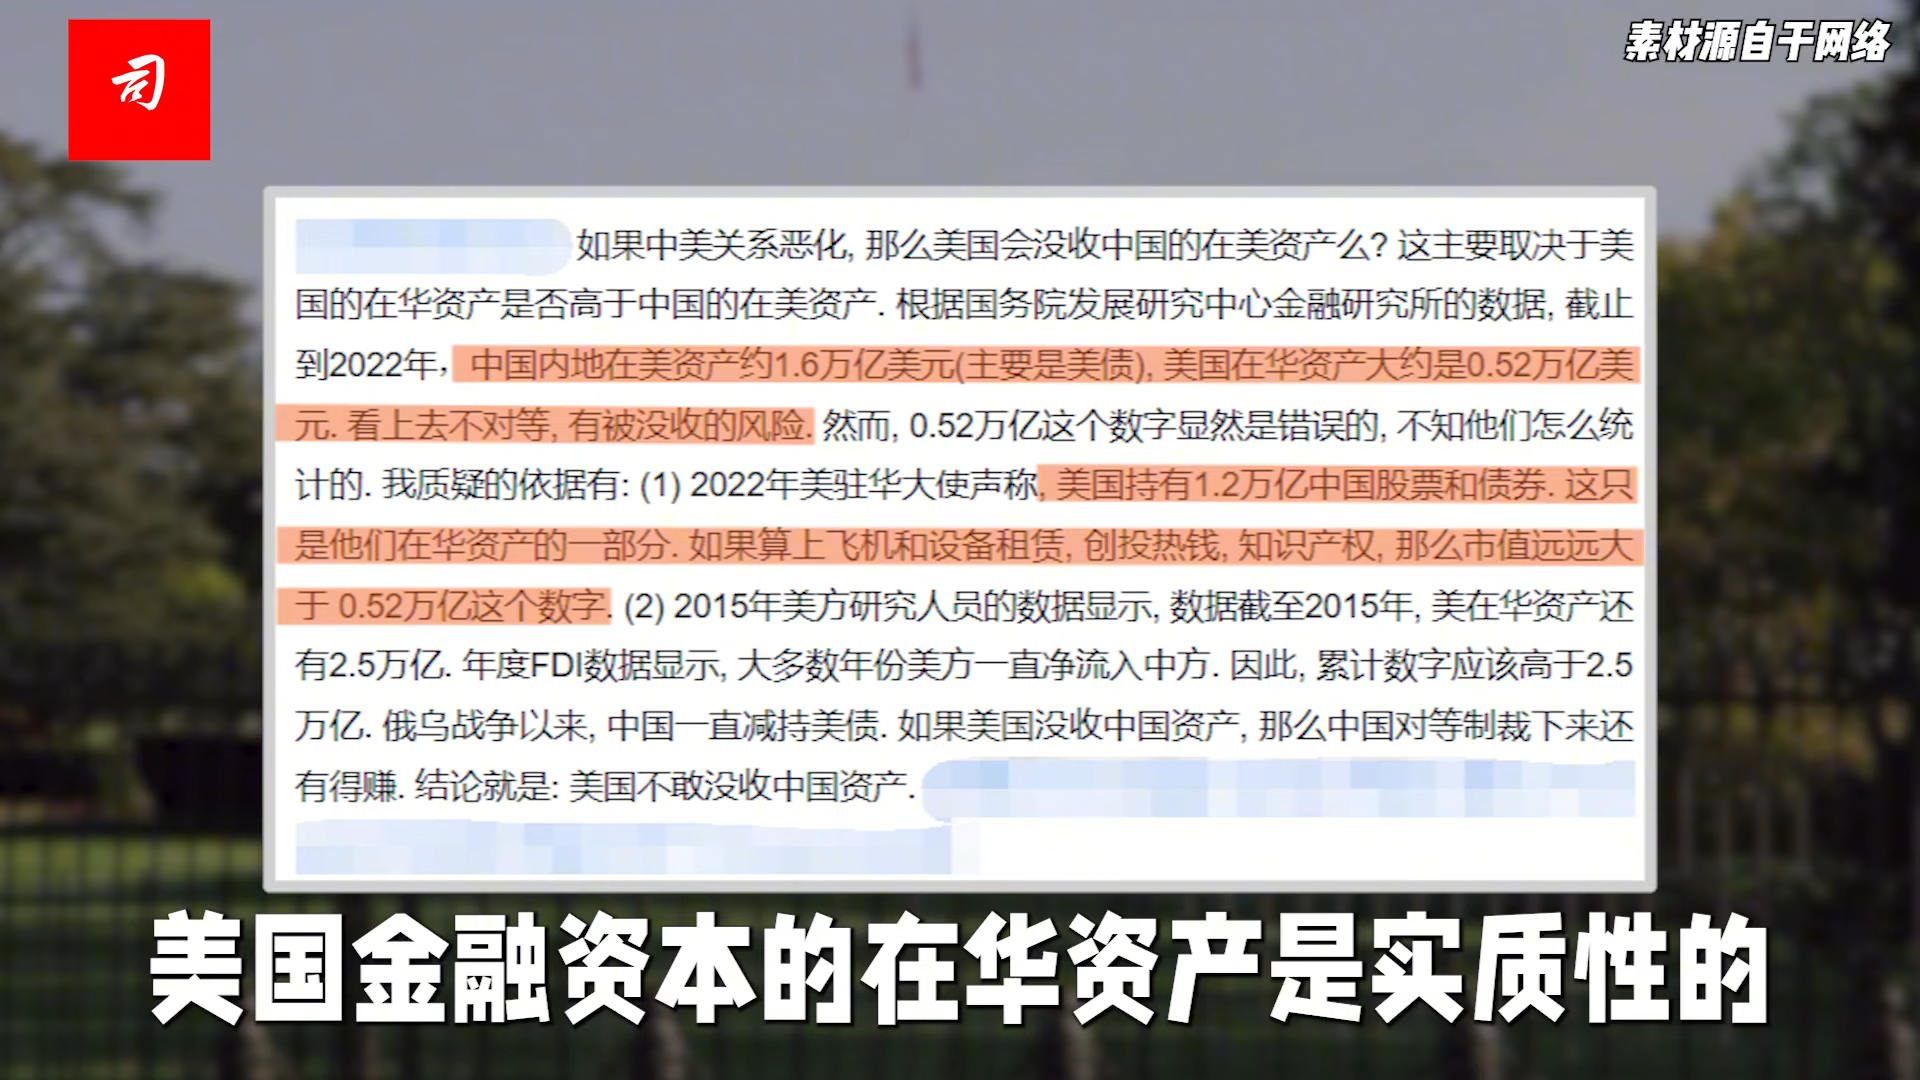 司
素材源自于网络
如果中美关系恶化, 那么美国会没收中国的在美资产么? 这主要取决于美
国的在华资产是否高于中国的在美资产. 根据国务院发展研究中心金融研究所的数据, 截止
到2022年, 中国内地在美资产约1.6万亿美元(主要是美债), 美国在华资产大约是0.52万亿美
元. 看上去不对等, 有被没收的风险. 然而, 0.52万亿这个数字显然是错误的, 不知他们怎么统
计的. 我质疑的依据有: (1) 2022年美驻华大使声称, 美国持有1.2万亿中国股票和债券. 这只
是他们在华资产的一部分. 如果算上飞机和设备租赁, 创投热钱, 知识产权, 那么市值远远大
于 0.52万亿这个数字. (2) 2015年美方研究人员的数据显示, 数据截至2015年, 美在华资产还
有2.5万亿. 年度FDI数据显示, 大多数年份美方一直净流入中方. 因此, 累计数字应该高于2.5
万亿. 俄乌战争以来, 中国一直减持美债. 如果美国没收中国资产, 那么中国对等制裁下来还
有得赚. 结论就是: 美国不敢没收中国资产.
美国金融资本的在华资产是实质性的